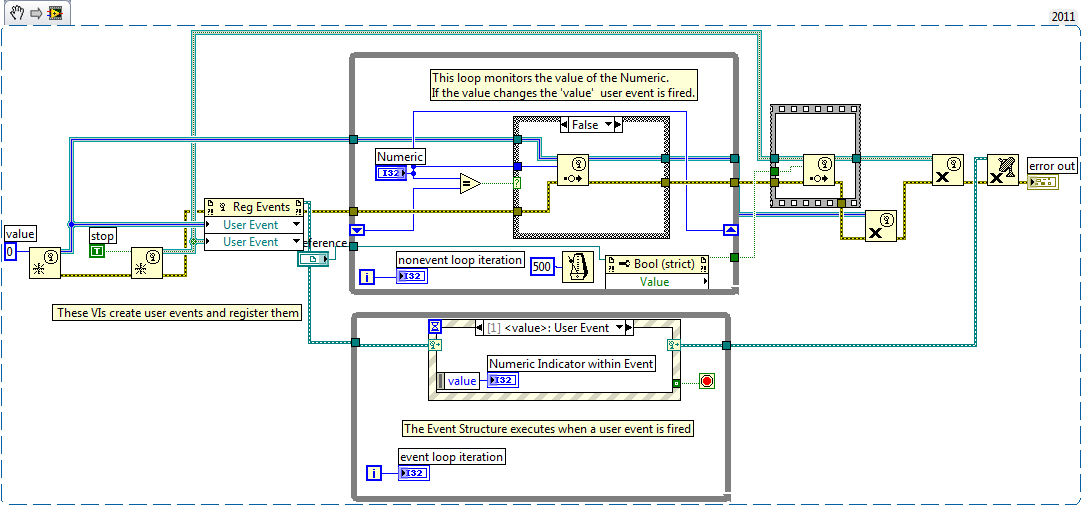 2011
This loop monitors the value of the Numeric.
If the value changes the 'value' user event is fired.
False
Numeric
I32
=
?
Reg Events
User Event
User Event
value
0
stop
T
eference
nonevent loop iteration
i
I32
500
Bool (strict)
Value
error out
These VIs create user events and register them
[1] <value>: User Event
Numeric Indicator within Event
value
I32
The Event Structure executes when a user event is fired
event loop iteration
i
I32